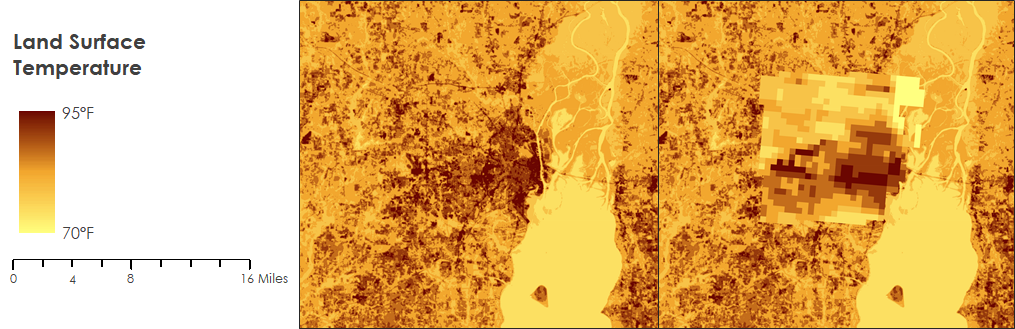 Land Surface
Temperature
95°F
70°F
0 4 8 16 Miles